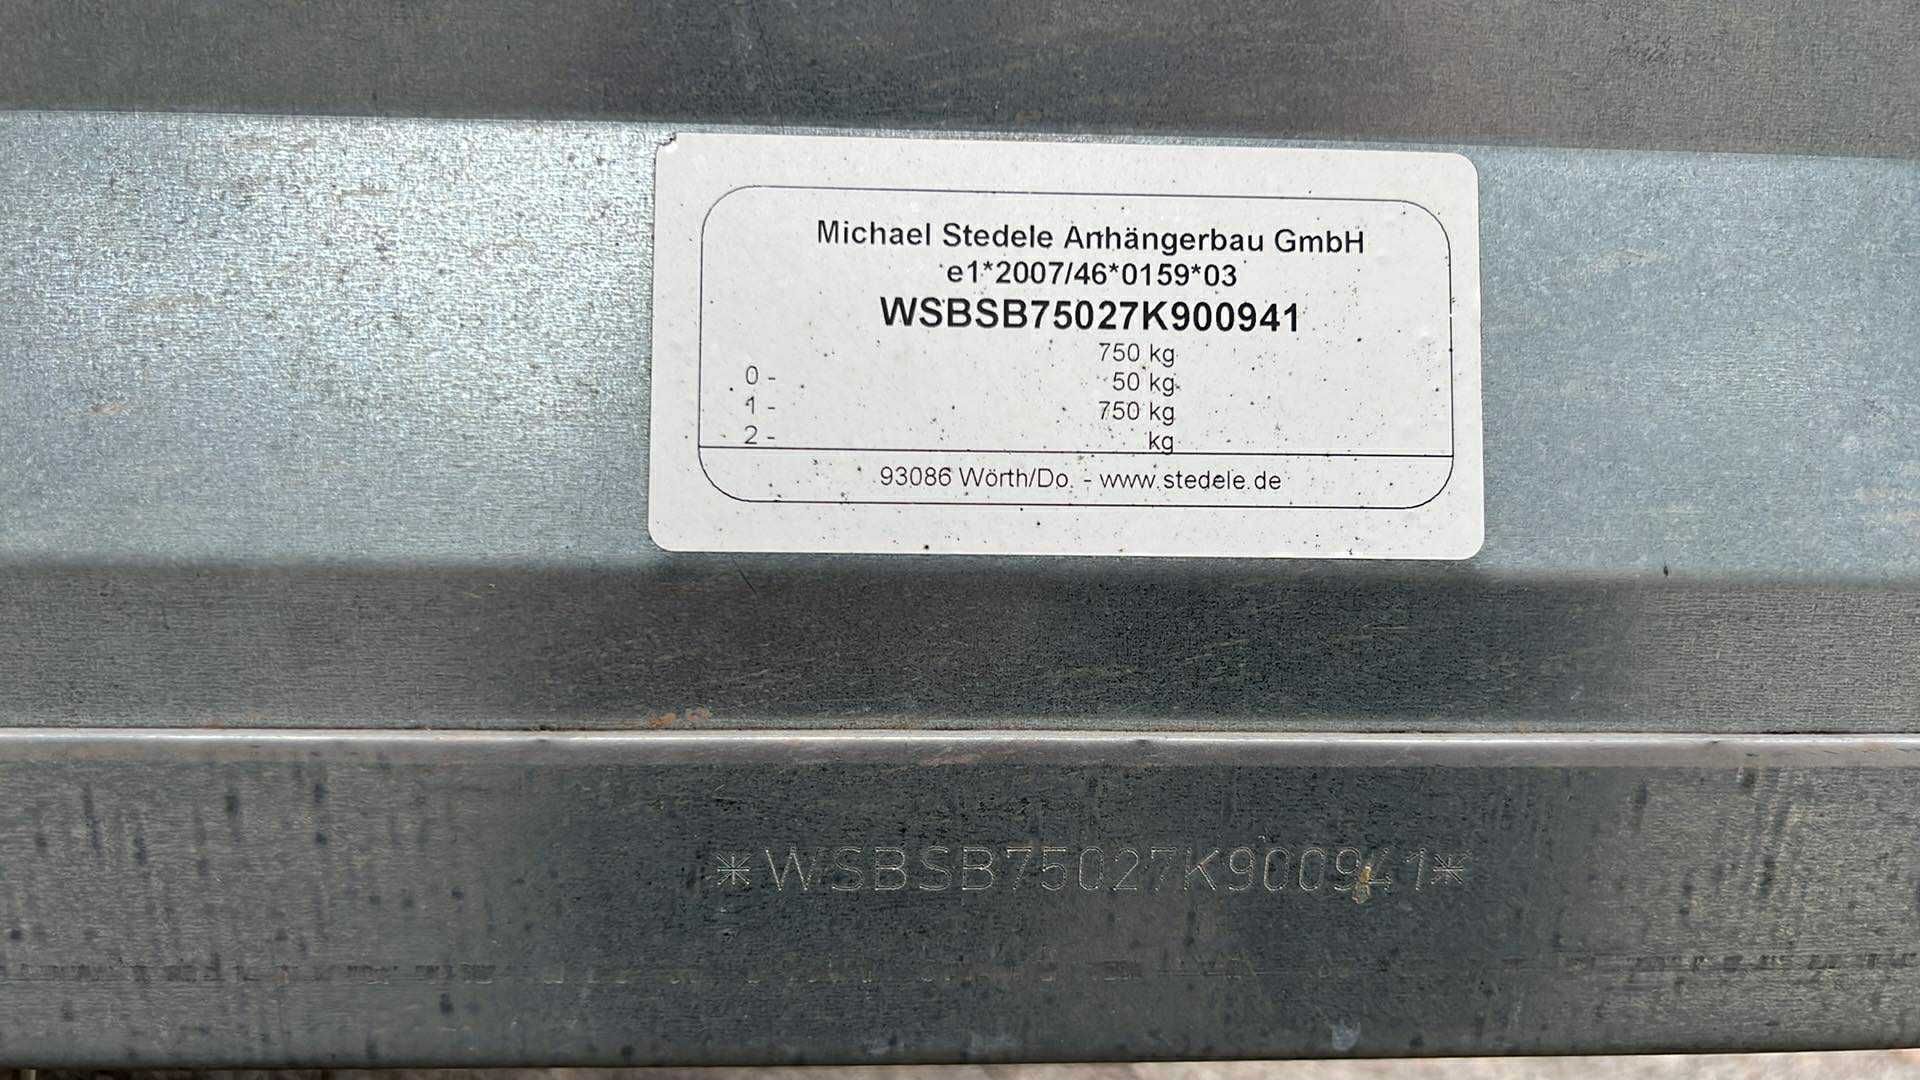 Michael Stedele Anhängerbau GmbH
e1*2007/46*0159*03
WSBSB75027K900941
750 kg
0 - 50 kg
1 - 750 kg
2 - kg
93086 Wörth/Do. - www.stedele.de
*WSBSB75027K900941*